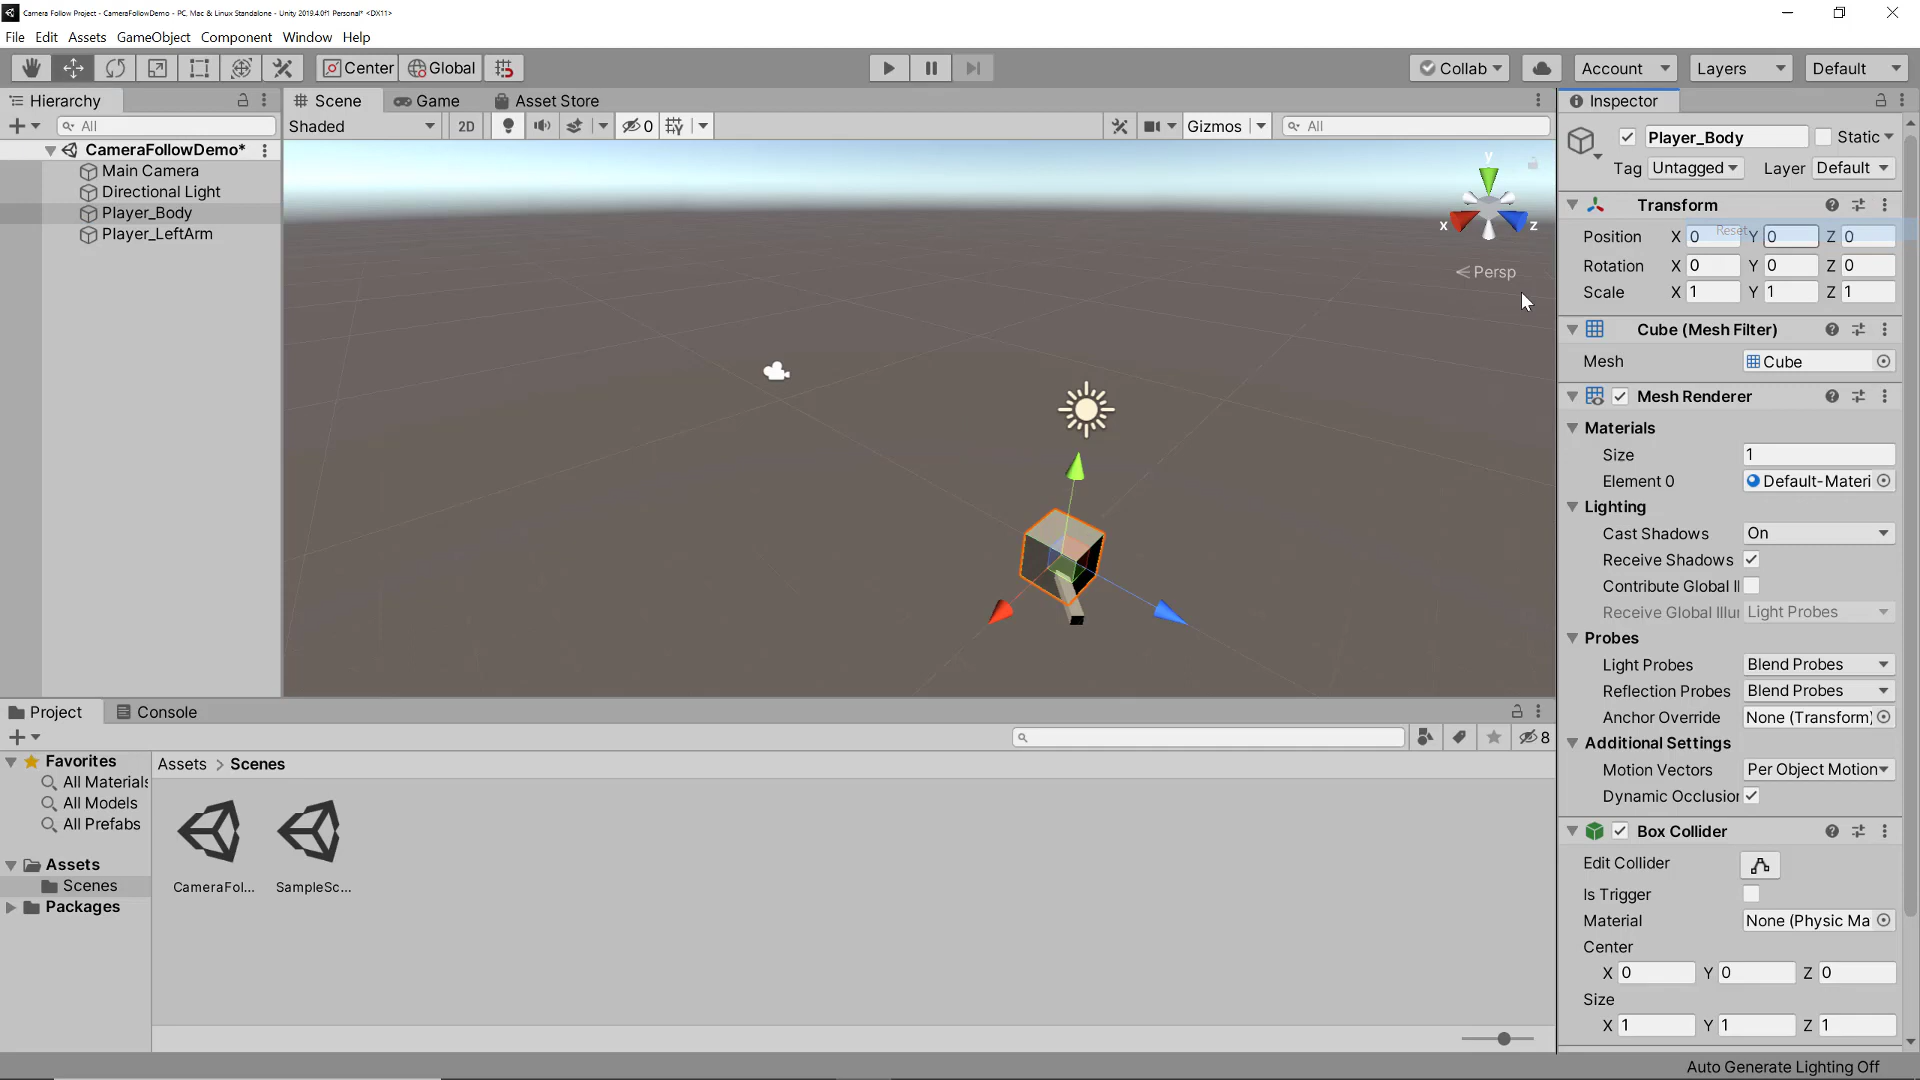 Camera Follow Project - CameraFollowDemo - PC, Mac & Linux Standalone - Unity 2019.4.0f1 Personal* <DX11>
File Edit Assets GameObject Component Window Help
Center Global Collab Account Layers Default
Hierarchy
All
CameraFollowDemo*
Main Camera
Directional Light
Player_Body
Player_LeftArm
Scene Game Asset Store
Shaded 2D 0 Gizmos All
y
x z
Persp
Inspector
Player_Body Static
Tag Untagged Layer Default
Transform
Position X 0 Reset Y 0 Z 0
Rotation X 0 Y 0 Z 0
Scale X 1 Y 1 Z 1
Cube (Mesh Filter)
Mesh Cube
Mesh Renderer
Materials
Size 1
Element 0 Default-Materi
Lighting
Cast Shadows On
Receive Shadows
Contribute Global Il
Receive Global Illur Light Probes
Probes
Light Probes Blend Probes
Reflection Probes Blend Probes
Anchor Override None (Transform)
Additional Settings
Motion Vectors Per Object Motion
Dynamic Occlusion
Box Collider
Edit Collider
Is Trigger
Material None (Physic Ma
Center
X 0 Y 0 Z 0
Size
X 1 Y 1 Z 1
Project Console
8
Favorites
All Materials
All Models
All Prefabs
Assets
Scenes
Packages
Assets > Scenes
CameraFol... SampleSc...
Auto Generate Lighting Off